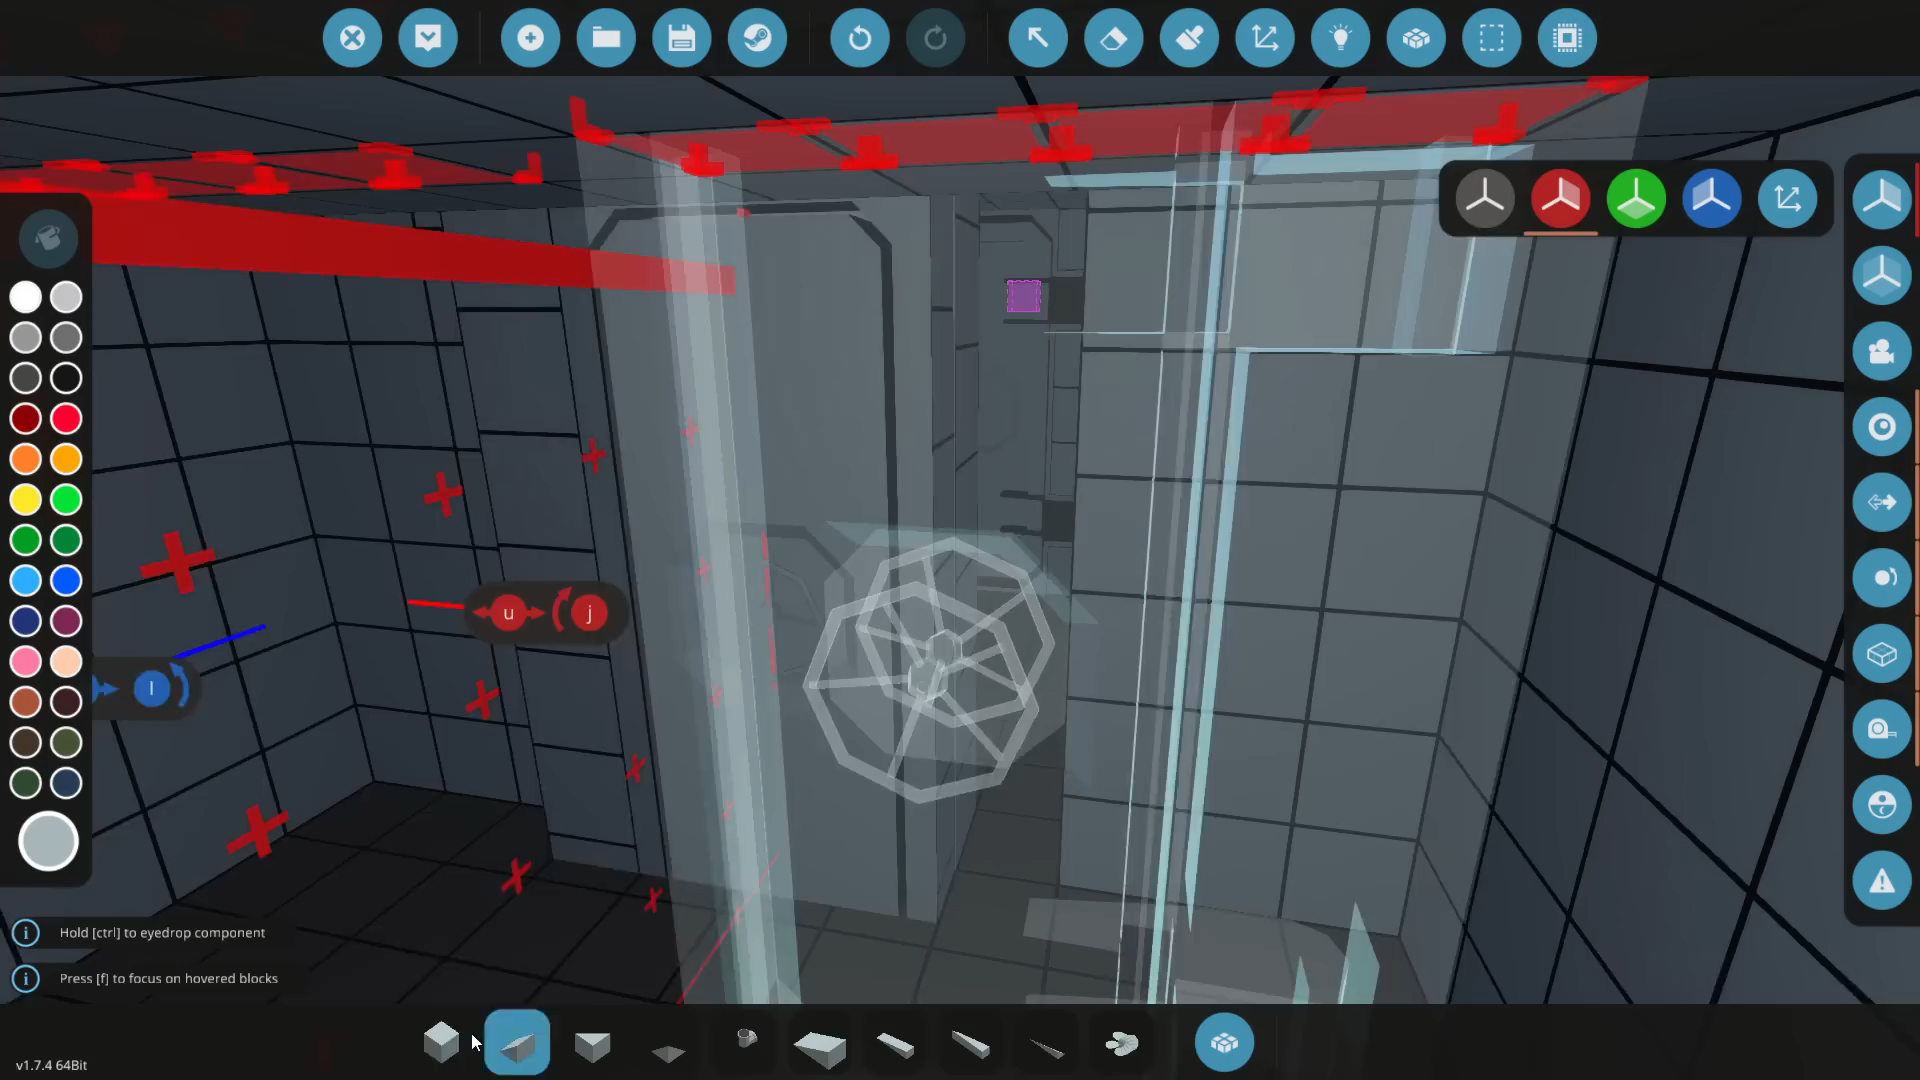 u
j
l
Hold [ctrl] to eyedrop component
Press [f] to focus on hovered blocks
v1.7.4 64Bit